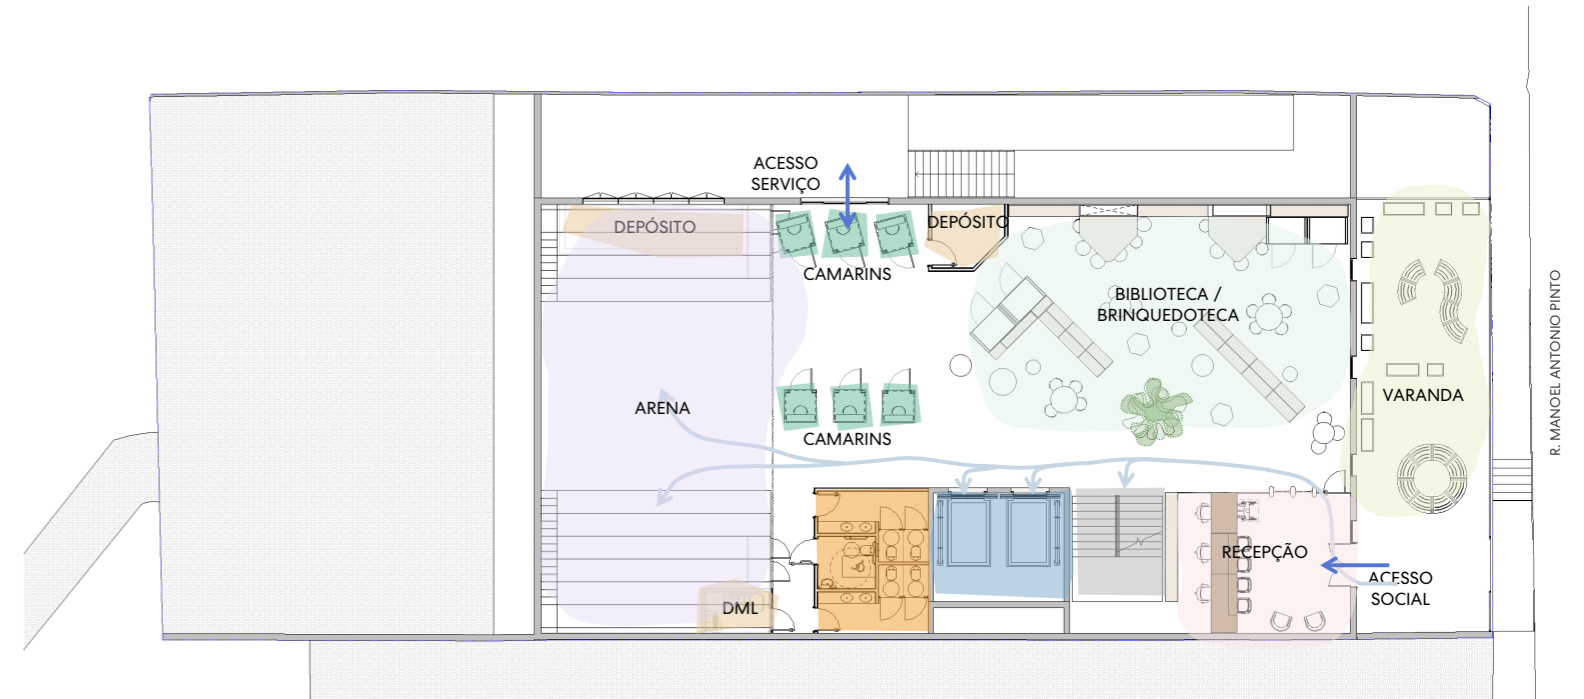 ACESSO
SERVIÇO
DEPÓSITO
DEPÓSITO
CAMARINS
BIBLIOTECA /
BRINQUEDOTECA
VARANDA
ARENA
CAMARINS
RECEPÇÃO
ACESSO
SOCIAL
DML
R. MANOEL ANTONIO PINTO